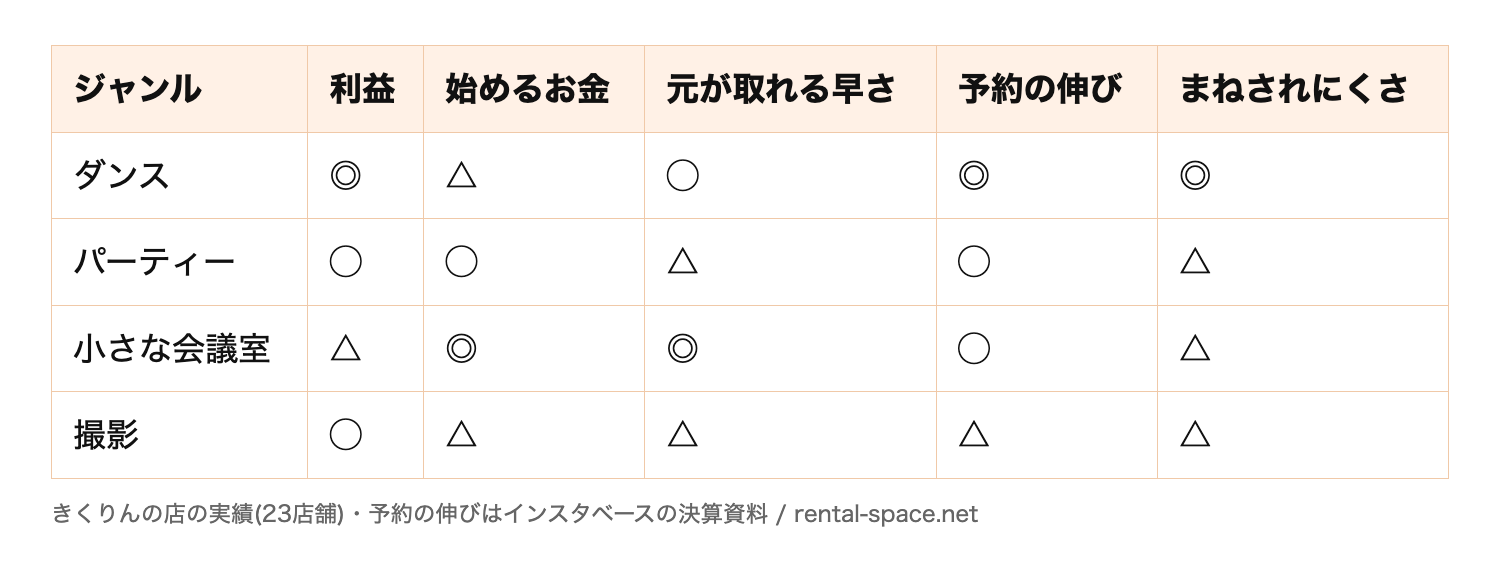 ジャンル 利益 始めるお金 元が取れる早さ 予約の伸び まねされにくさ
ダンス ◎ △ ○ ◎ ◎
パーティー ○ ○ △ ○ △
小さな会議室 △ ◎ ◎ ○ △
撮影 ○ △ △ △ △
きくりんの店の実績(23店舗)・予約の伸びはインスタベースの決算資料 / rental-space.net